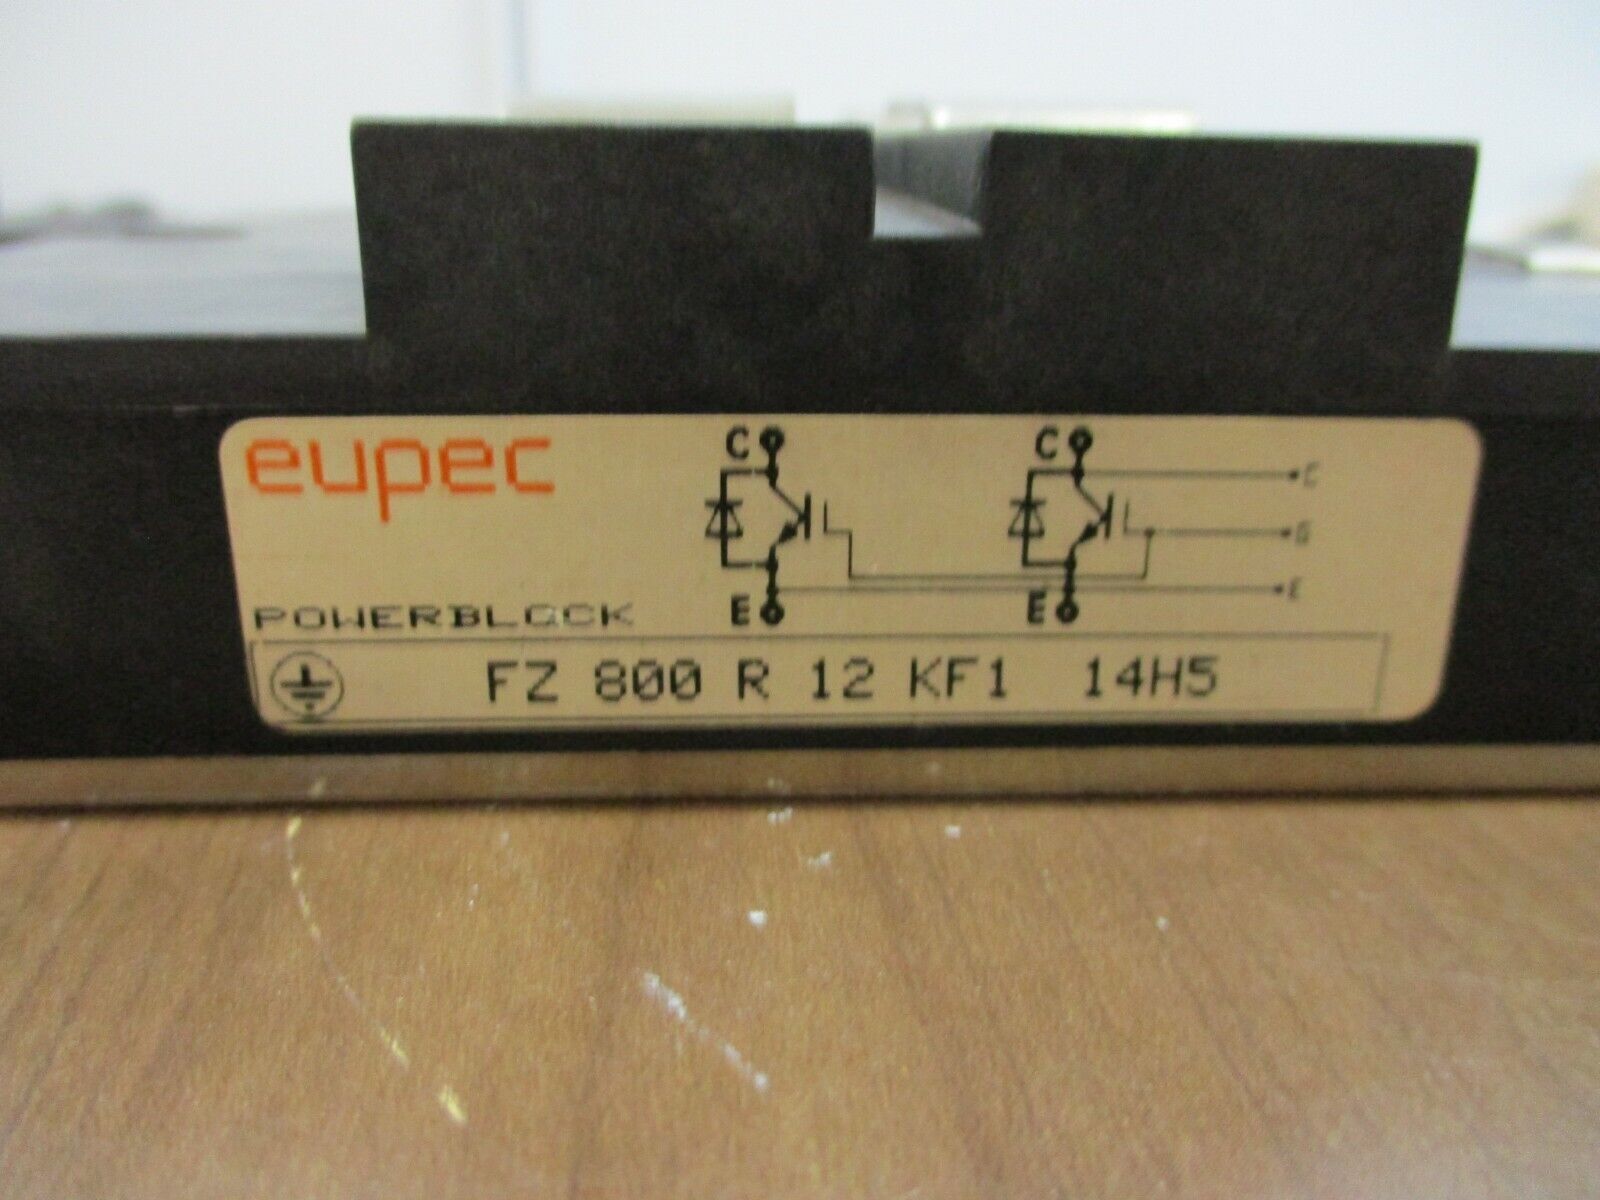 eupec
C C
C
G
E
E E
POWERBLOCK
FZ 800 R 12 KF1 14H5